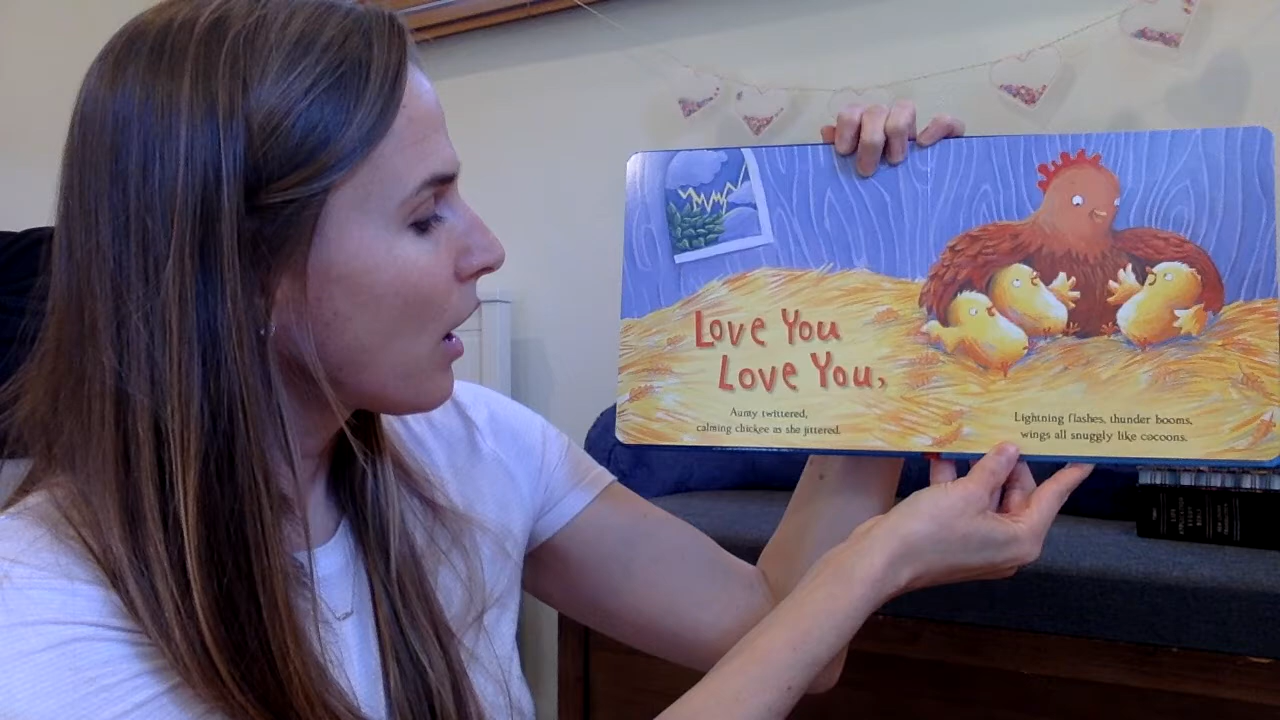 Love You
Love You,
Aunty twittered,
calming chickee as she jittered.
Lightning flashes, thunder booms,
wings all snuggly like cocoons.